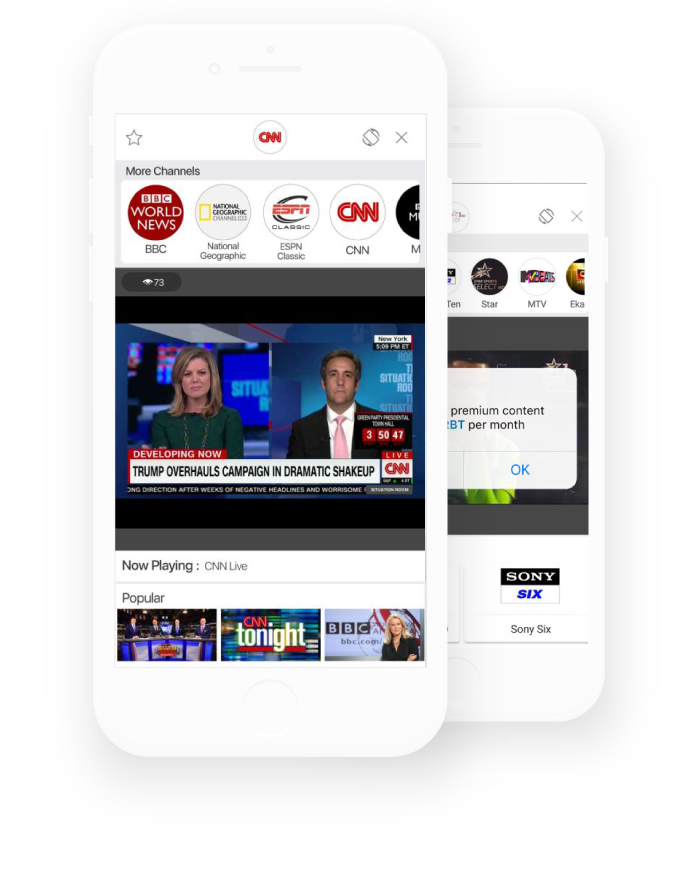 CNN
More Channels
BBC
WORLD
NEWS
NATIONAL
GEOGRAPHIC
CHANNEL
ESPN
CLASSIC
CNN
BBC
National
Geographic
ESPN
Classic
CNN
M
73
New York
5:09 PM ET
SITUATION
GREEN PARTY PRESIDENTIAL
TOWN HALL
3 50 47
DEVELOPING NOW
LIVE
TRUMP OVERHAULS CAMPAIGN IN DRAMATIC SHAKEUP
CNN
ONG DIRECTION AFTER WEEKS OF NEGATIVE HEADLINES AND WORRISOME
SITUATION ROOM
Now Playing : CNN Live
Popular
CNN
tonight
BBC
bbc.com/
SELECT
MTV BEATS
Ten
Star
MTV
Eka
premium content
BT per month
OK
SONY
SIX
Sony Six